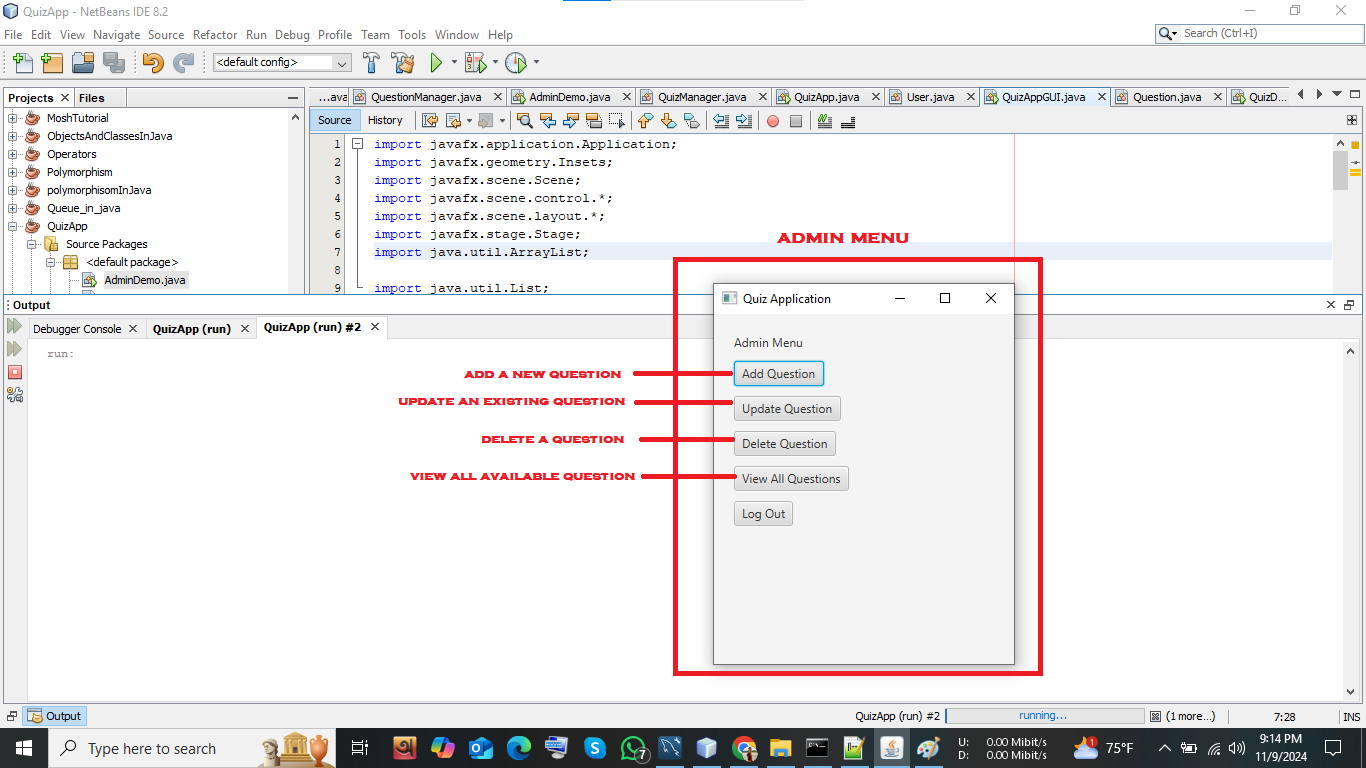 QuizApp - NetBeans IDE 8.2
File Edit View Navigate Source Refactor Run Debug Profile Team Tools Window Help
Search (Ctrl+I)
<default config>
Projects Files
...ava QuestionManager.java AdminDemo.java QuizManager.java QuizApp.java User.java QuizAppGUI.java Question.java QuizD...
MoshTutorial
ObjectsAndClassesInJava
Operators
Polymorphism
polymorphisomInJava
Queue_in_java
QuizApp
Source Packages
<default package>
AdminDemo.java
Source History
1 import javafx.application.Application;
2 import javafx.geometry.Insets;
3 import javafx.scene.Scene;
4 import javafx.scene.control.*;
5 import javafx.scene.layout.*;
6 import javafx.stage.Stage;
7 import java.util.ArrayList;
8
9 import java.util.List;
ADMIN MENU
Output
Debugger Console QuizApp (run) QuizApp (run) #2
run:
Quiz Application
Admin Menu
ADD A NEW QUESTION
Add Question
UPDATE AN EXISTING QUESTION
Update Question
DELETE A QUESTION
Delete Question
VIEW ALL AVAILABLE QUESTION
View All Questions
Log Out
Output
QuizApp (run) #2 running... (1 more...) 7:28 INS
Type here to search
7
U: 0.00 Mibit/s
D: 0.00 Mibit/s
1
75°F
9:14 PM
11/9/2024